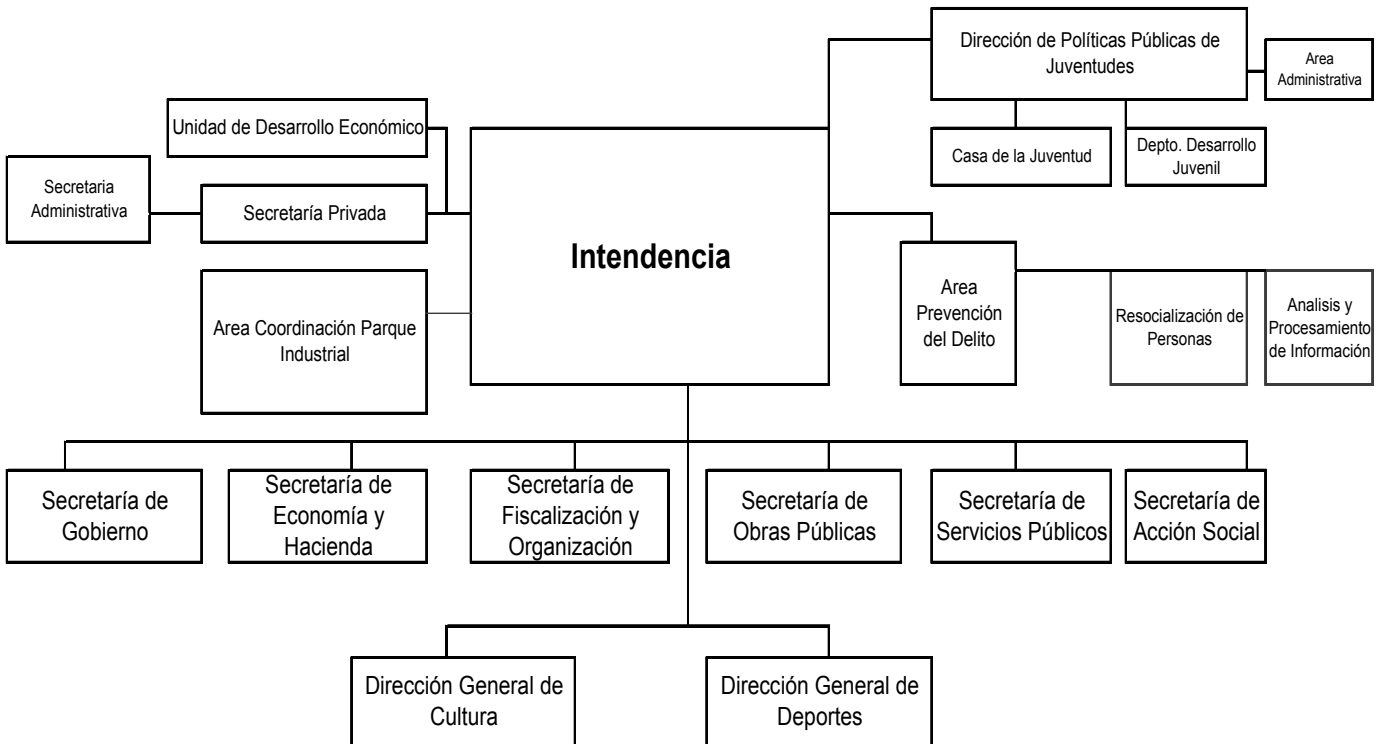 Dirección de Políticas Públicas de
Juventudes
Area
Administrativa
Unidad de Desarrollo Económico
Casa de la Juventud
Depto. Desarrollo
Juvenil
Secretaria
Administrativa
Secretaría Privada
Intendencia
Area
Prevención
del Delito
Resocialización de
Personas
Analisis y
Procesamiento
de Información
Area Coordinación Parque
Industrial
Secretaría de
Gobierno
Secretaría de
Economía y
Hacienda
Secretaría de
Fiscalización y
Organización
Secretaría de
Obras Públicas
Secretaría de
Servicios Públicos
Secretaría de
Acción Social
Dirección General de
Cultura
Dirección General de
Deportes